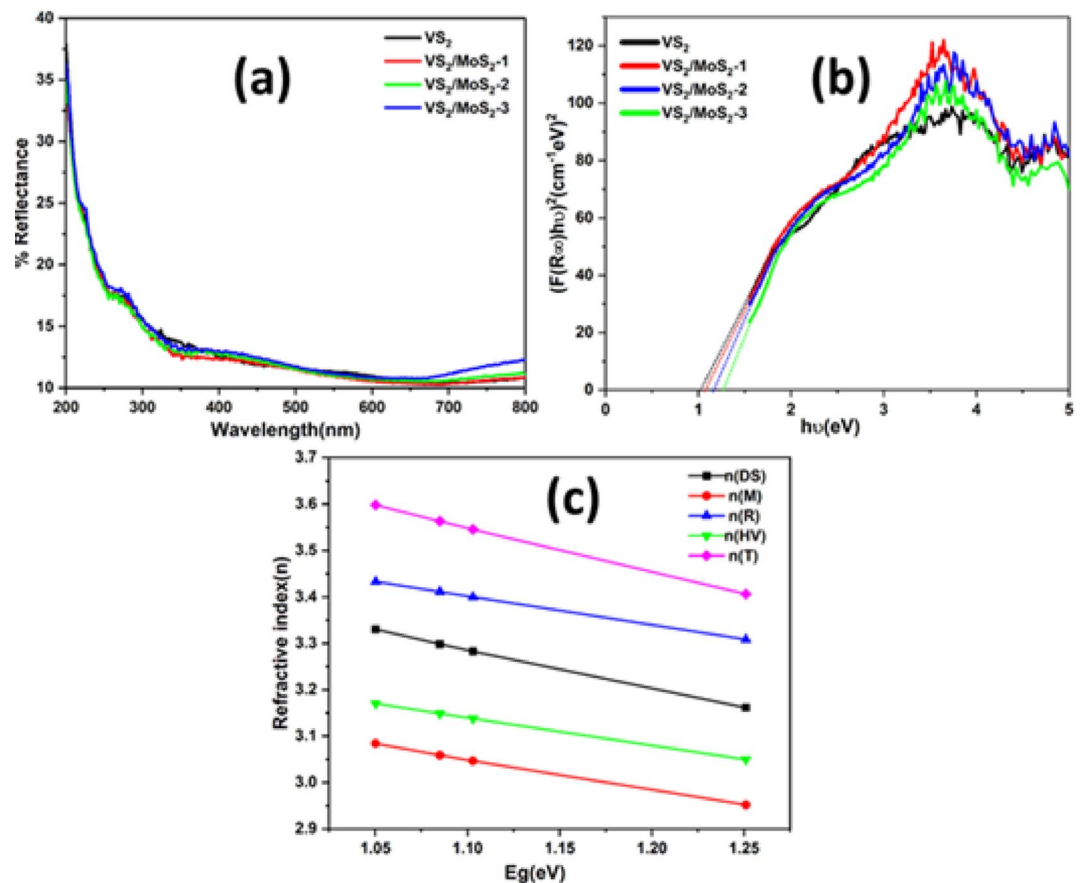 (a)
VS₂
VS₂/MoS₂-1
VS₂/MoS₂-2
VS₂/MoS₂-3
% Reflectance
40
35
30
25
20
15
10
200 300 400 500 600 700 800
Wavelength(nm)
(b)
VS₂
VS₂/MoS₂-1
VS₂/MoS₂-2
VS₂/MoS₂-3
(F(R∞)hυ)²(cm⁻¹eV)²
120
100
80
60
40
20
0
0 1 2 3 4 5
hυ(eV)
(c)
n(DS)
n(M)
n(R)
n(HV)
n(T)
Refractive index(n)
3.7
3.6
3.5
3.4
3.3
3.2
3.1
3.0
2.9
1.05 1.10 1.15 1.20 1.25
Eg(eV)